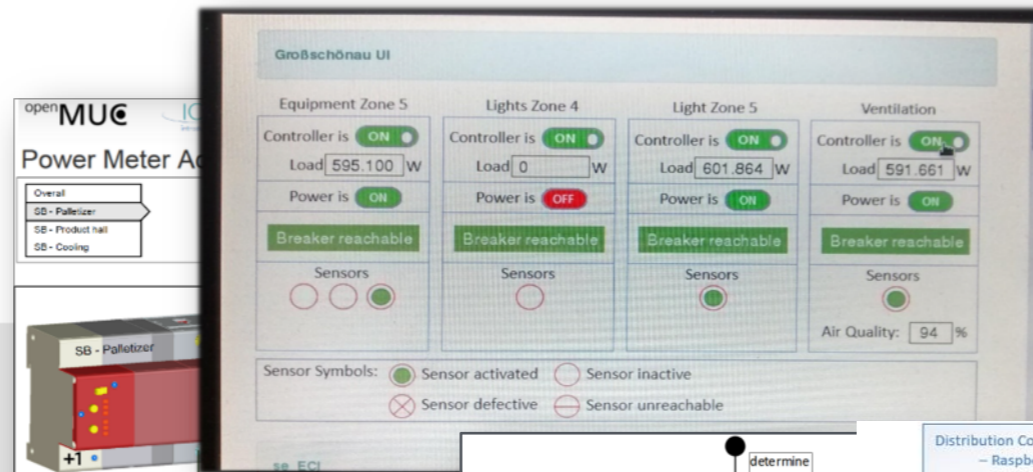 Großschönau UI
Equipment Zone 5
Controller is ON
Load 595.100 W
Power is ON
Breaker reachable
Sensors
Lights Zone 4
Controller is ON
Load 0 W
Power is OFF
Breaker reachable
Sensors
Light Zone 5
Controller is ON
Load 601.864 W
Power is ON
Breaker reachable
Sensors
Ventilation
Controller is ON
Load 591.661 W
Power is ON
Breaker reachable
Sensors
Air Quality: 94 %
Sensor Symbols: Sensor activated Sensor inactive
Sensor defective Sensor unreachable
se_ECI
open MUC
Power Meter
Overall
SB - Palletizer
SB - Product hall
SB - Cooling
SB - Palletizer
+1
determine
Distribution